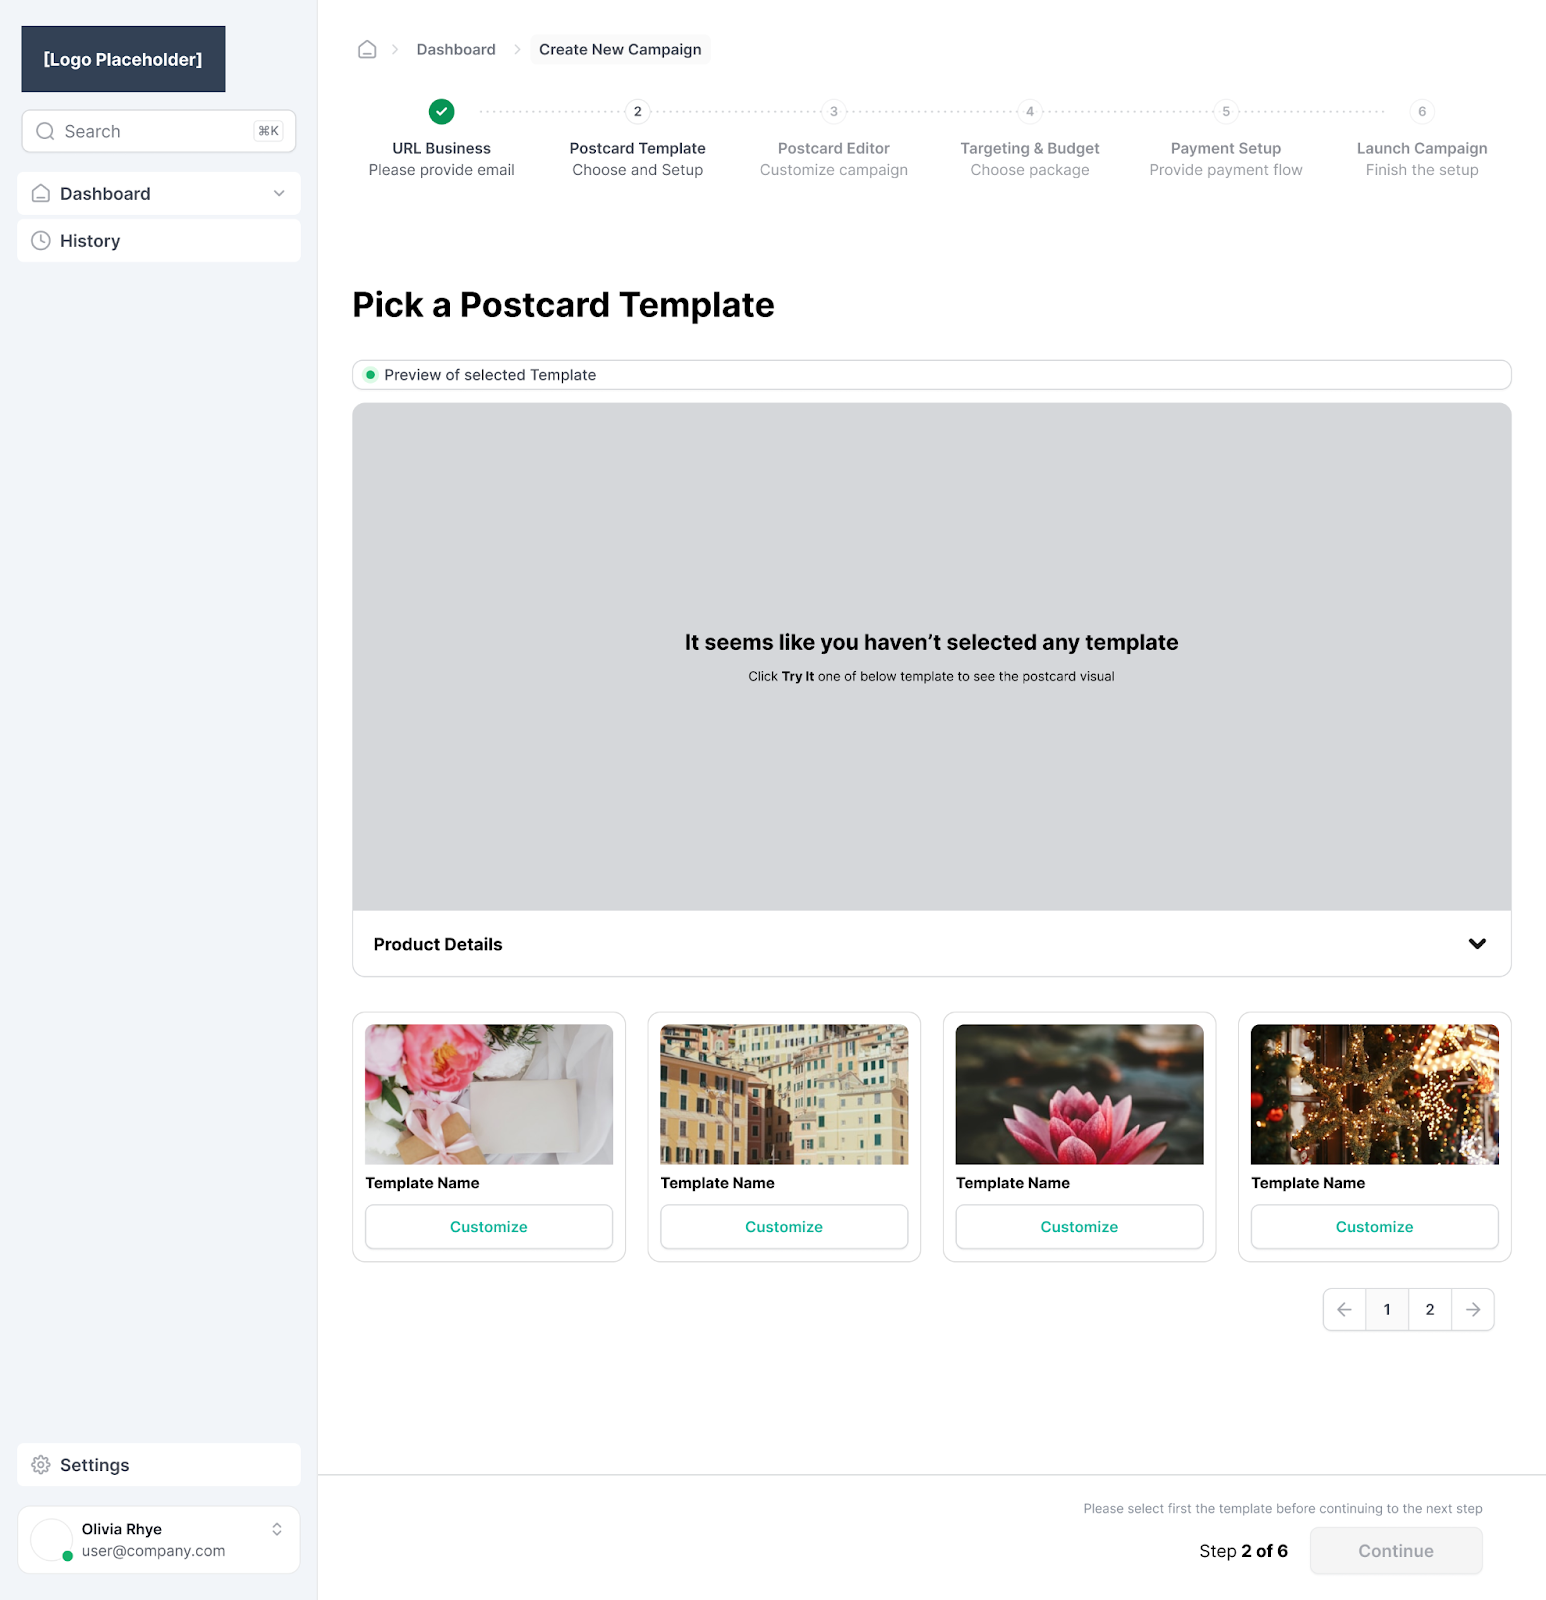 [Logo Placeholder]
Search
⌘K
Dashboard
History
Settings
Olivia Rhye
user@company.com
Dashboard
Create New Campaign
2
3
4
5
6
URL Business
Please provide email
Postcard Template
Choose and Setup
Postcard Editor
Customize campaign
Targeting & Budget
Choose package
Payment Setup
Provide payment flow
Launch Campaign
Finish the setup
Pick a Postcard Template
Preview of selected Template
It seems like you haven’t selected any template
Click Try It one of below template to see the postcard visual
Product Details
Template Name
Customize
Template Name
Customize
Template Name
Customize
Template Name
Customize
1
2
Please select first the template before continuing to the next step
Step 2 of 6
Continue